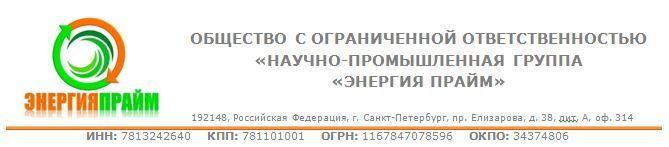 ОБЩЕСТВО С ОГРАНИЧЕННОЙ ОТВЕТСТВЕННОСТЬЮ
«НАУЧНО-ПРОМЫШЛЕННАЯ ГРУППА
«ЭНЕРГИЯ ПРАЙМ»
ЭНЕРГИЯПРАЙМ
192148, Российская Федерация, г. Санкт-Петербург, пр. Елизарова, д. 38, лит. А, оф. 314
ИНН: 7813242640 КПП: 781101001 ОГРН: 1167847078596 ОКПО: 34374806